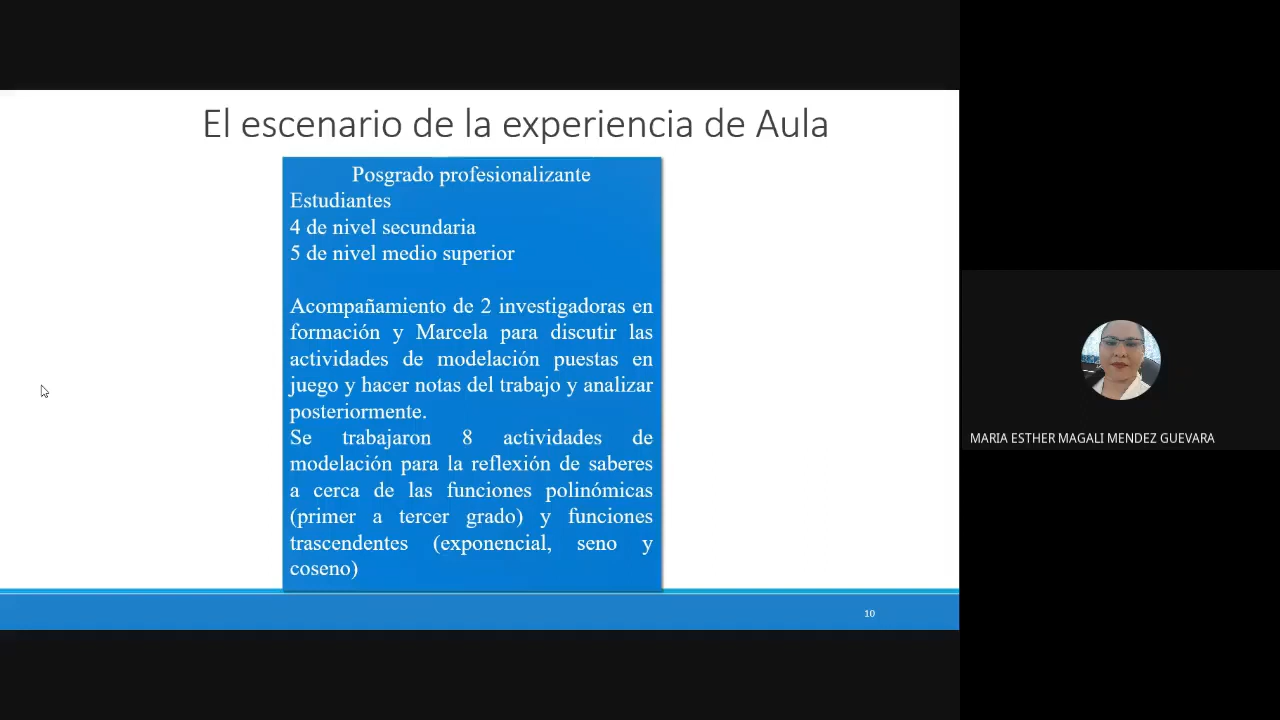 El escenario de la experiencia de Aula
Posgrado profesionalizante
Estudiantes
4 de nivel secundaria
5 de nivel medio superior
Acompañamiento de 2 investigadoras en
formación y Marcela para discutir las
actividades de modelación puestas en
juego y hacer notas del trabajo y analizar
posteriormente.
Se trabajaron 8 actividades de
modelación para la reflexión de saberes
a cerca de las funciones polinómicas
(primer a tercer grado) y funciones
trascendentes (exponencial, seno y
coseno)
10
MARIA ESTHER MAGALI MENDEZ GUEVARA